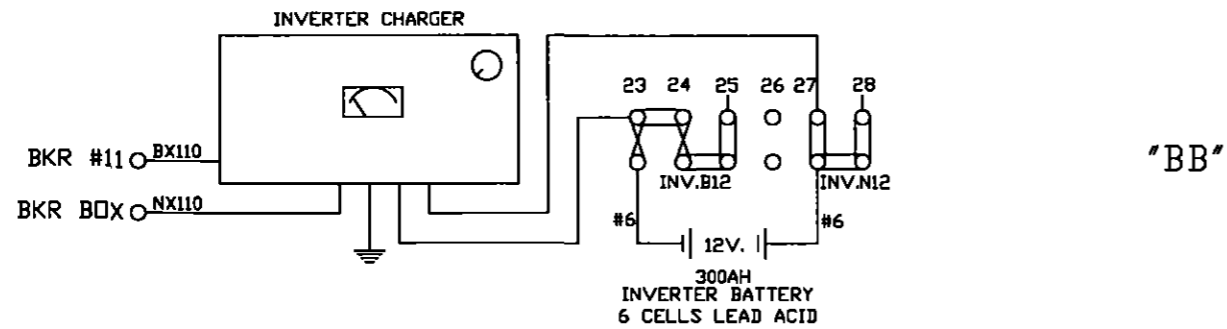 INVERTER CHARGER
23 24 25 26 27 28
BKR #11 BX110
"BB"
INV.B12 INV.N12
BKR BOX NX110
#6 #6
12V.
300AH
INVERTER BATTERY
6 CELLS LEAD ACID